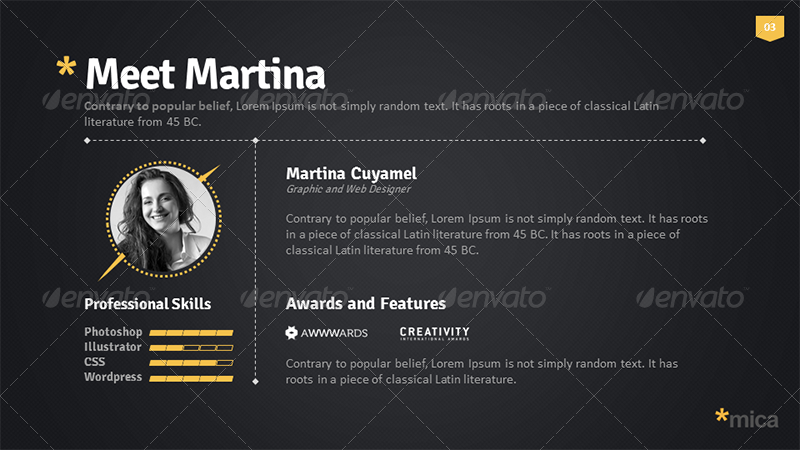 03
* Meet Martina
Contrary to popular belief, Lorem Ipsum is not simply random text. It has roots in a piece of classical Latin
literature from 45 BC.
envato envato envato envato
Martina Cuyamel
Graphic and Web Designer
Contrary to popular belief, Lorem Ipsum is not simply random text. It has roots
in a piece of classical Latin literature from 45 BC. It has roots in a piece of
classical Latin literature from 45 BC.
envato envato envato envato
Professional Skills
Photoshop
Illustrator
CSS
Wordpress
Awards and Features
AWWWARDS
CREATIVITY
INTERNATIONAL AWARDS
Contrary to popular belief, Lorem Ipsum is not simply random text. It has
roots in a piece of classical Latin literature.
*mica